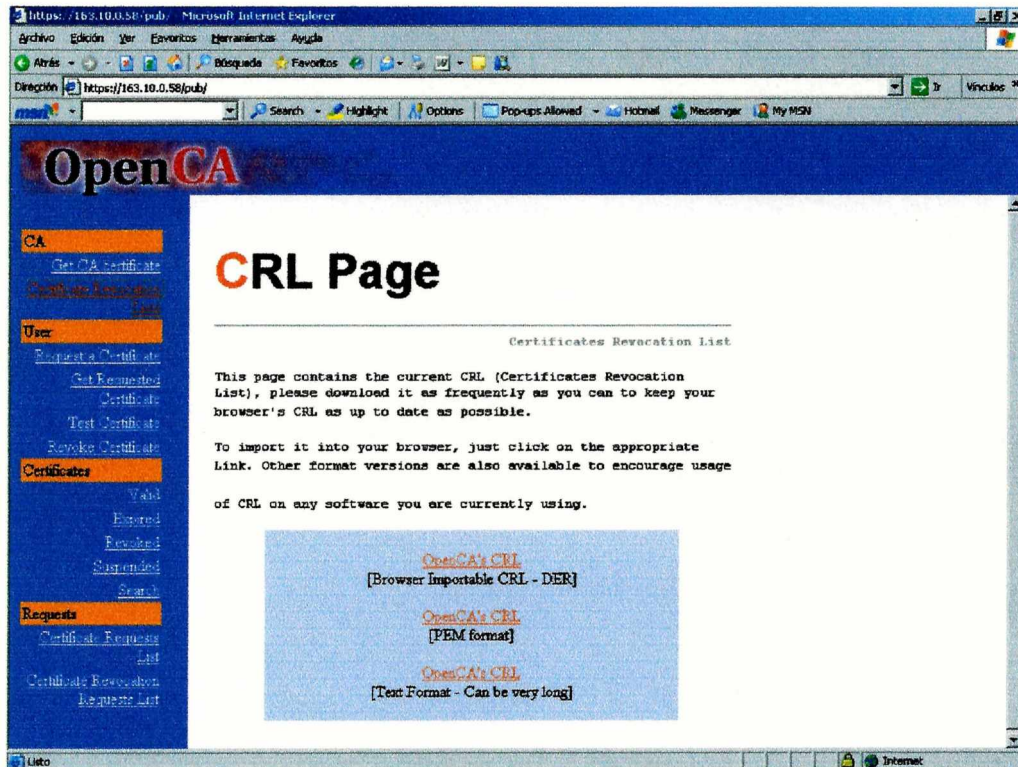 https://163.10.0.58/pub/ - Microsoft Internet Explorer
Archivo Edición Ver Favoritos Herramientas Ayuda
Atrás Búsqueda Favoritos
Dirección https://163.10.0.58/pub/ Ir Vínculos
msn Search Highlight Options Pop-ups Allowed Hotmail Messenger My MSN
OpenCA
CA
Get CA certificate
Certificate Revocation
Lists
User
Request a Certificate
Get Requested
Certificate
Test Certificate
Revoke Certificate
Certificates
Valid
Expired
Revoked
Suspended
Search
Requests
Certificate Requests
List
Certificate Revocation
Requests List
CRL Page
Certificates Revocation List
This page contains the current CRL (Certificates Revocation
List), please download it as frequently as you can to keep your
browser's CRL as up to date as possible.
To import it into your browser, just click on the appropriate
Link. Other format versions are also available to encourage usage
of CRL on any software you are currently using.
OpenCA's CRL
[Browser Importable CRL - DER]
OpenCA's CRL
[PEM format]
OpenCA's CRL
[Text Format - Can be very long]
Listo Internet